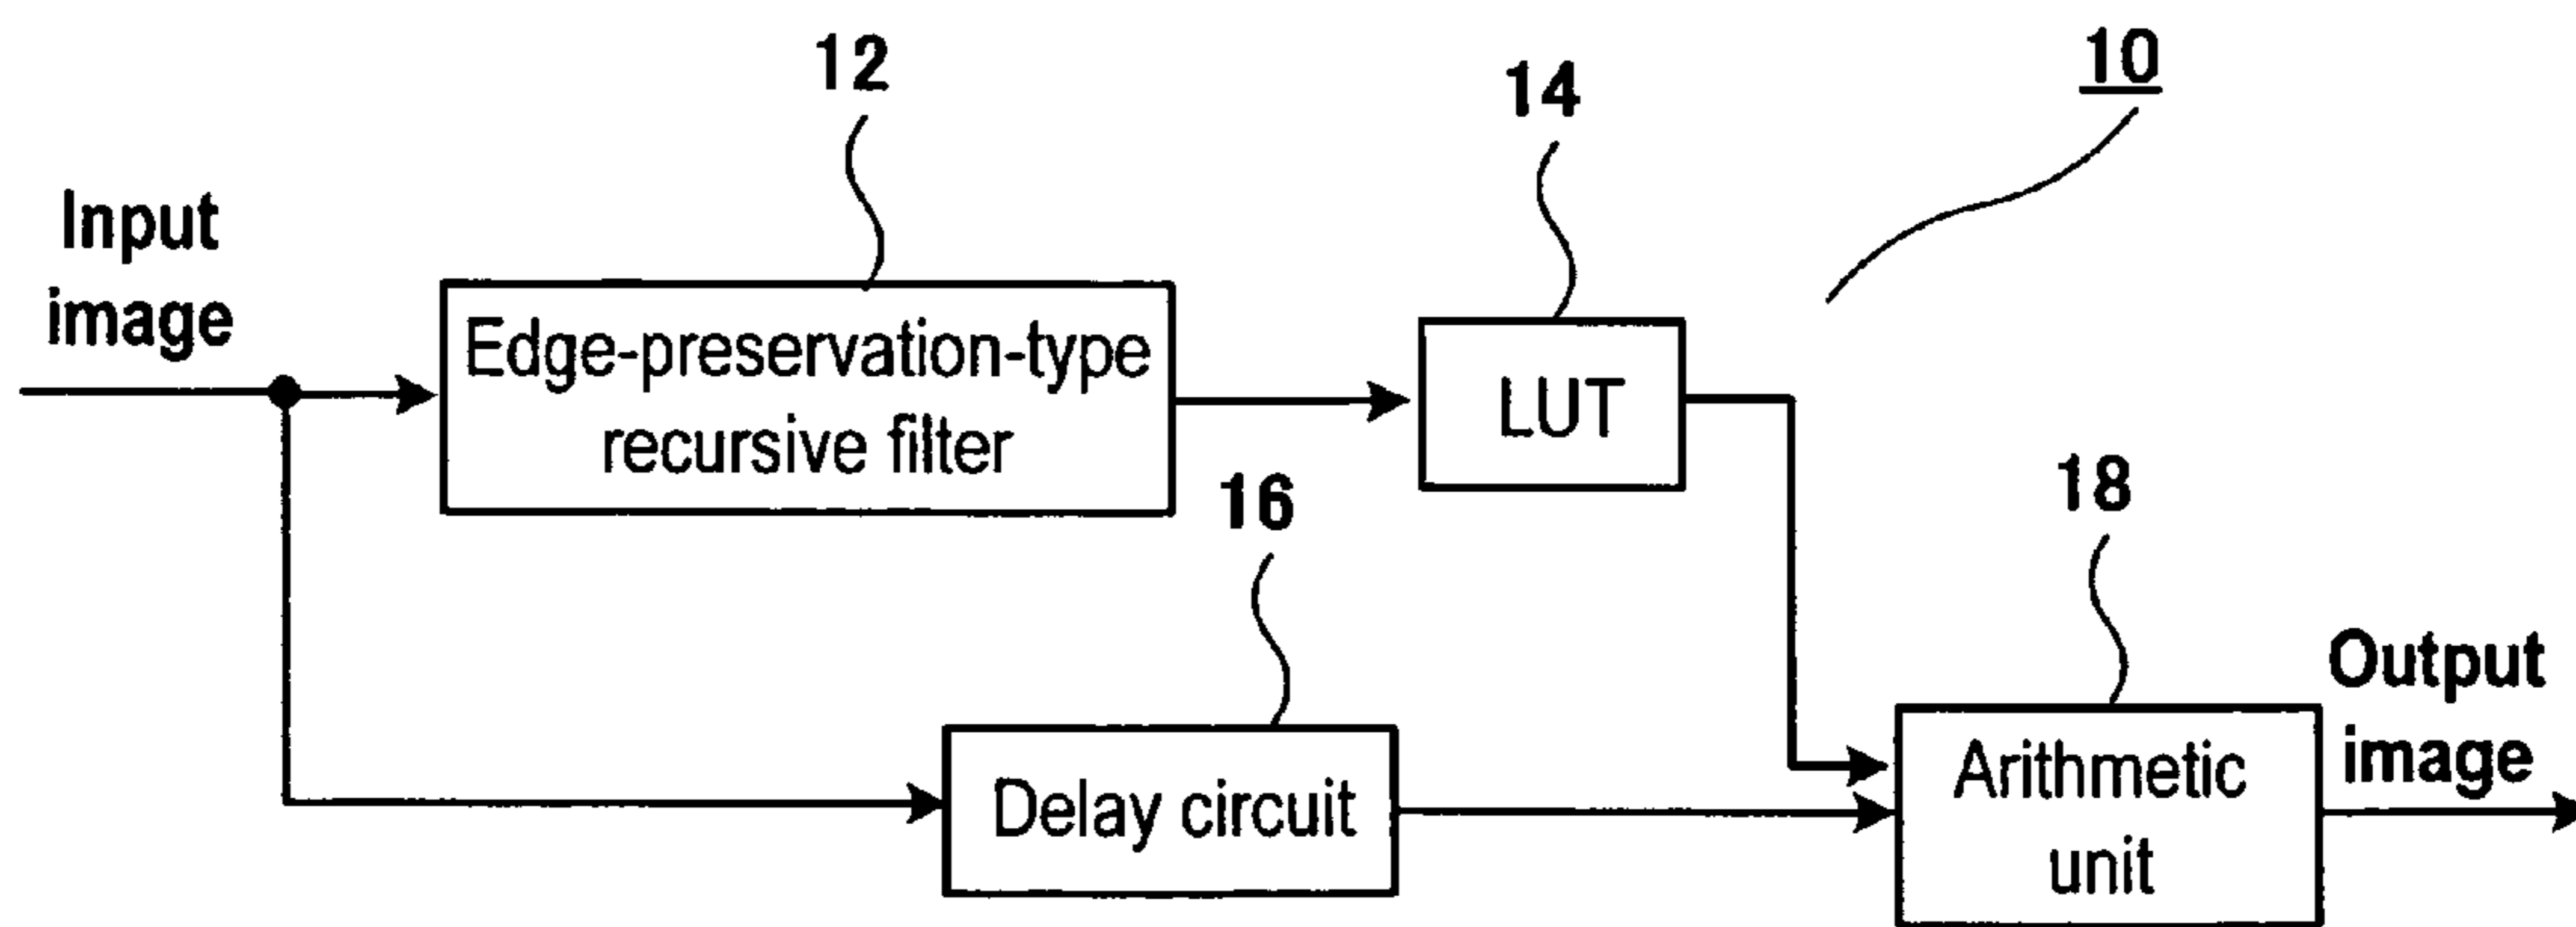 12
14
10
Input
image
Edge-preservation-type
recursive filter
LUT
16
18
Delay circuit
Arithmetic
unit
Output
image